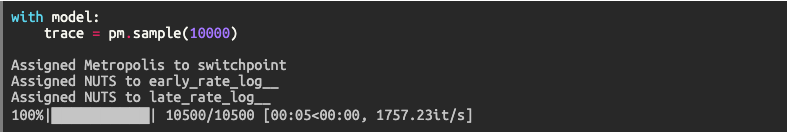 with model:
    trace = pm.sample(10000)
Assigned Metropolis to switchpoint
Assigned NUTS to early_rate_log__
Assigned NUTS to late_rate_log__
100%|██████████| 10500/10500 [00:05<00:00, 1757.23it/s]